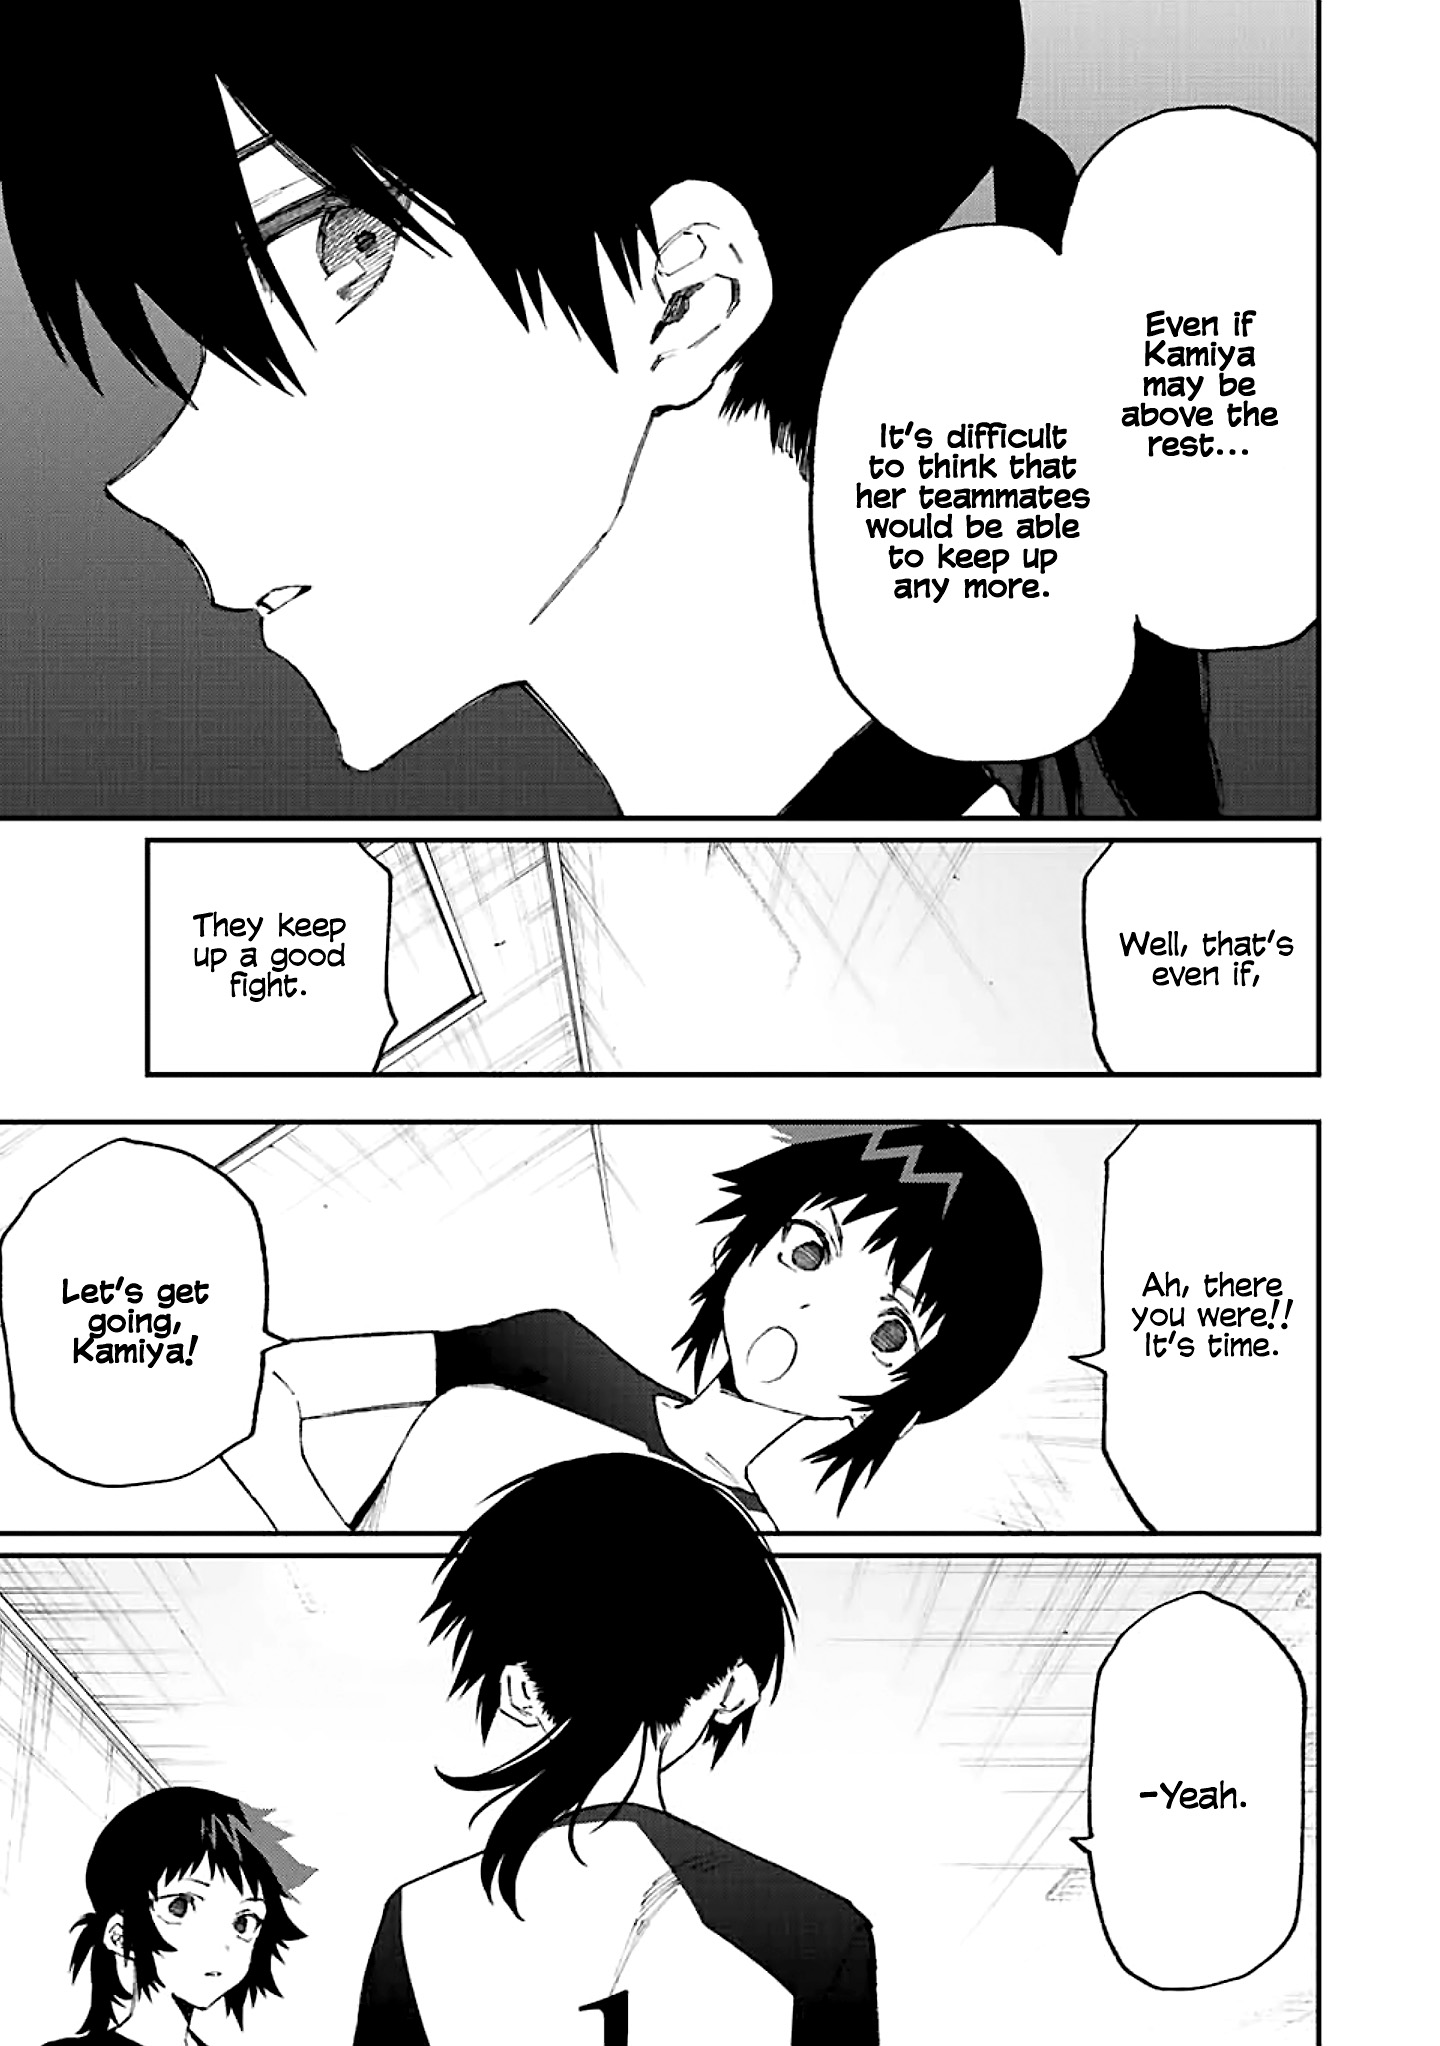 Even if
Kamiya
may be
above the
rest...
It's difficult
to think that
her teammates
would be able
to keep up
any more.
Well, that's
even if,
They keep
up a good
fight.
Ah, there
you were!!
It's time.
Let's get
going,
Kamiya!
-Yeah.
1